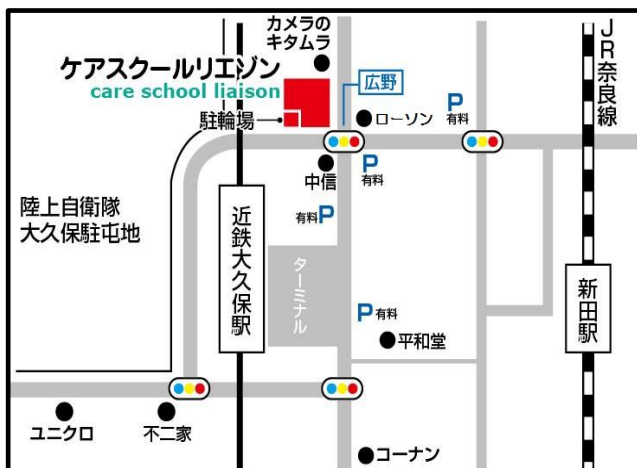 カメラの
キタムラ
ケアスクールリエゾン
care school liaison
広野
駐輪場
ローソン
P
有料
JR奈良線
中信
P
有料
有料 P
陸上自衛隊
大久保駐屯地
近鉄大久保駅
ターミナル
P 有料
新田駅
平和堂
ユニクロ
不二家
コーナン